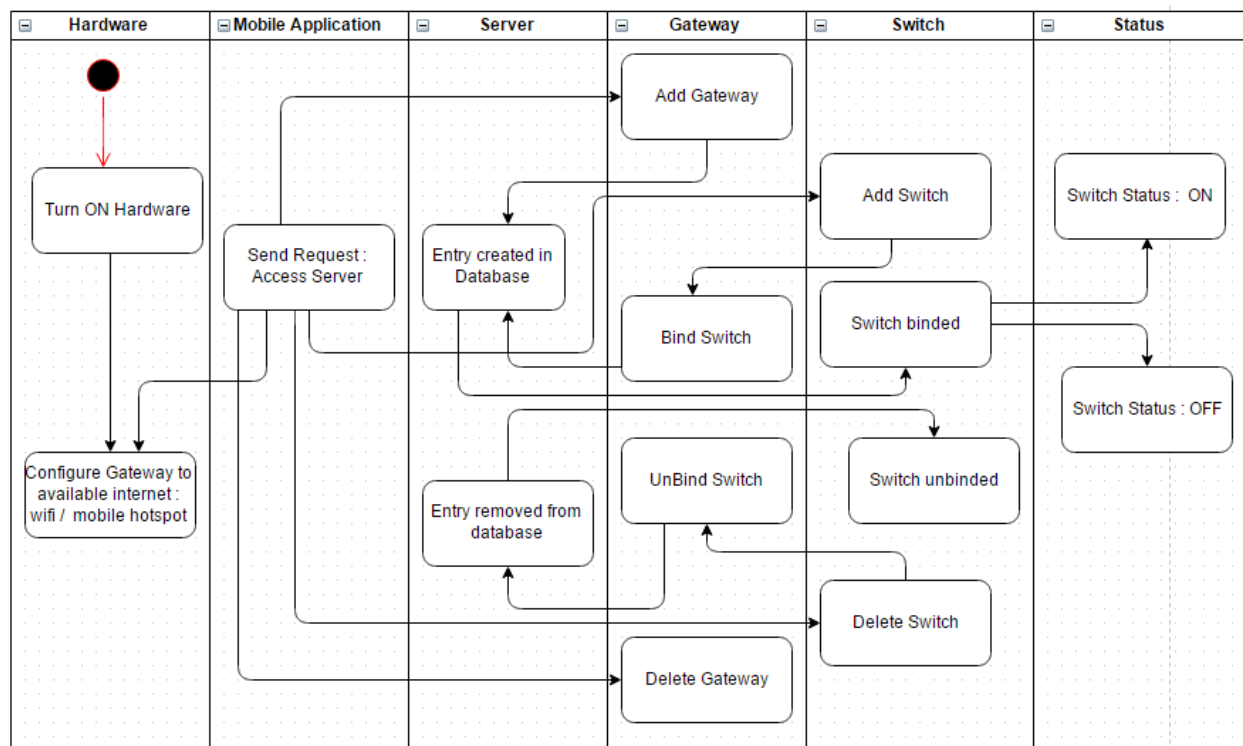 Hardware
Mobile Application
Server
Gateway
Switch
Status
Add Gateway
Turn ON Hardware
Add Switch
Switch Status :  ON
Send Request :
Access Server
Entry created in
Database
Bind Switch
Switch binded
Switch Status : OFF
Configure Gateway to
available internet :
wifi /  mobile hotspot
Entry removed from
database
UnBind Switch
Switch unbinded
Delete Switch
Delete Gateway